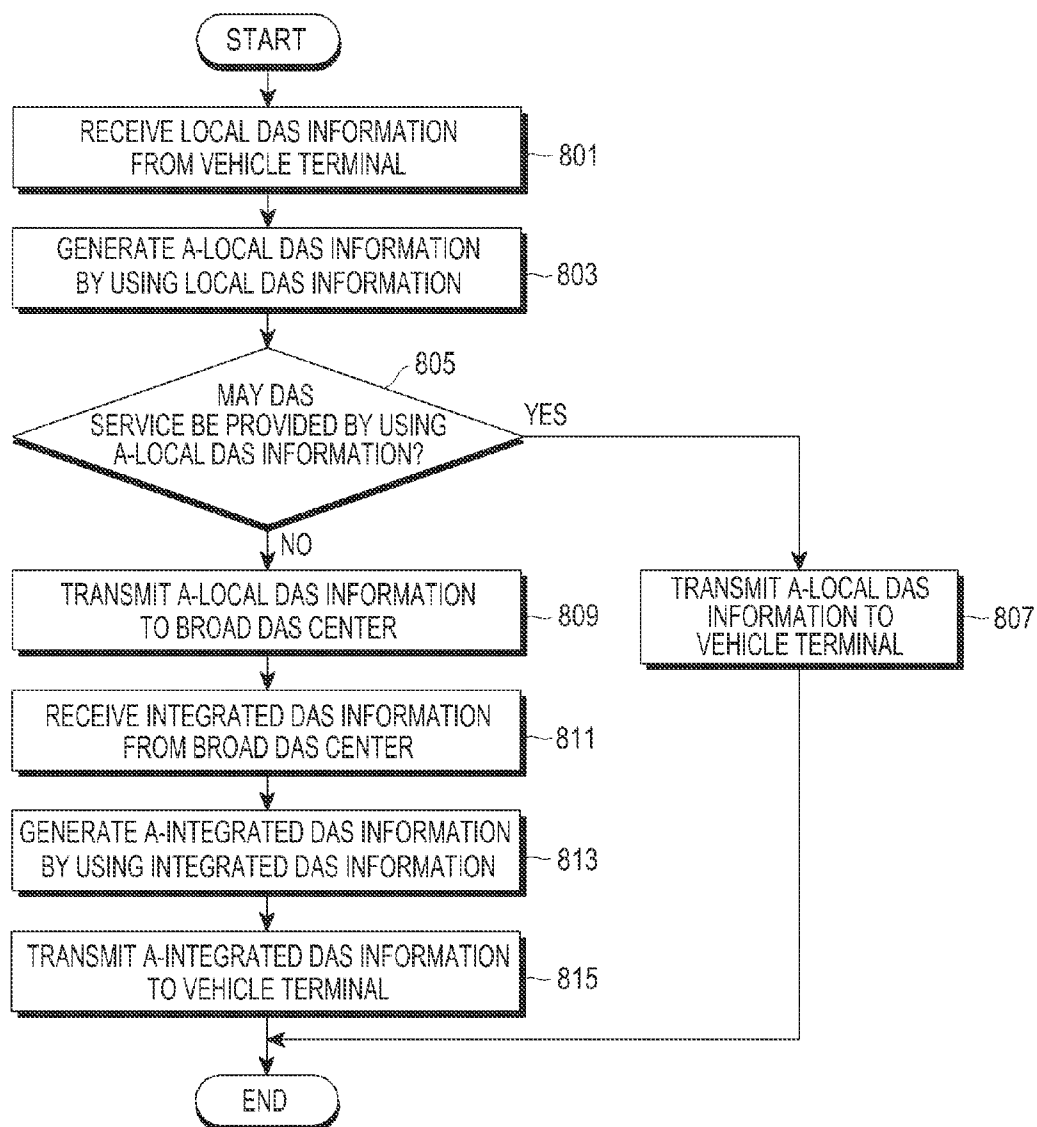 START
RECEIVE LOCAL DAS INFORMATION
FROM VEHICLE TERMINAL
801
GENERATE A-LOCAL DAS INFORMATION
BY USING LOCAL DAS INFORMATION
803
805
MAY DAS
SERVICE BE PROVIDED BY USING
A-LOCAL DAS INFORMATION?
YES
NO
TRANSMIT A-LOCAL DAS INFORMATION
TO BROAD DAS CENTER
809
TRANSMIT A-LOCAL DAS
INFORMATION TO
VEHICLE TERMINAL
807
RECEIVE INTEGRATED DAS INFORMATION
FROM BROAD DAS CENTER
811
GENERATE A-INTEGRATED DAS INFORMATION
BY USING INTEGRATED DAS INFORMATION
813
TRANSMIT A-INTEGRATED DAS INFORMATION
TO VEHICLE TERMINAL
815
END